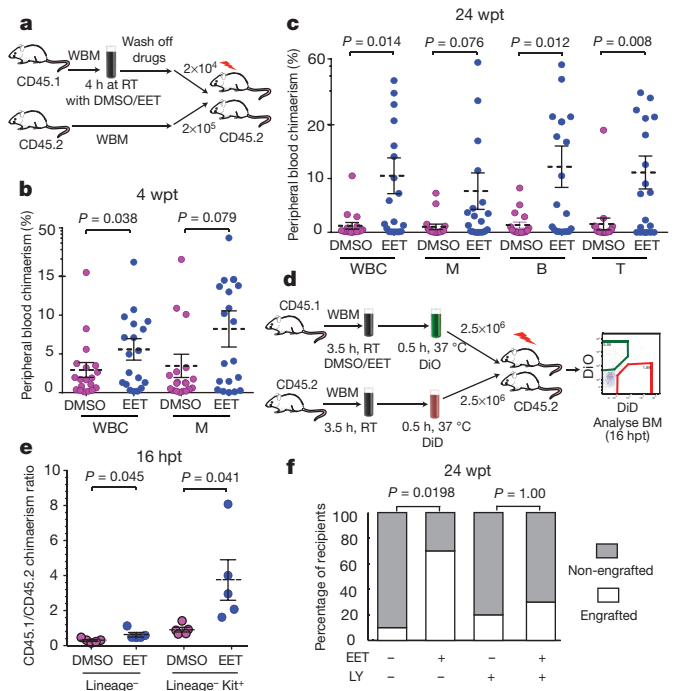 a
CD45.1
WBM
4 h at RT
with DMSO/EET
Wash off
drugs
2×10⁴
CD45.2
WBM
2×10⁵
CD45.2
b
4 wpt
Peripheral blood chimaerism (%)
50
15
10
5
0
P = 0.038
P = 0.079
DMSO EET DMSO EET
WBC M
c
24 wpt
Peripheral blood chimaerism (%)
60
20
10
0
P = 0.014
P = 0.076
P = 0.012
P = 0.008
DMSO EET DMSO EET DMSO EET DMSO EET
WBC M B T
d
CD45.1
WBM
3.5 h, RT
DMSO/EET
0.5 h, 37 °C
DiO
2.5×10⁶
CD45.2
WBM
3.5 h, RT
0.5 h, 37 °C
DiD
2.5×10⁶
CD45.2
DiO
DiD
Analyse BM
(16 hpt)
e
16 hpt
CD45.1/CD45.2 chimaerism ratio
10
8
6
4
2
0
P = 0.045
P = 0.041
DMSO EET DMSO EET
Lineage⁻ Lineage⁻ Kit⁺
f
24 wpt
Percentage of recipients
100
80
60
40
20
0
P = 0.0198
P = 1.00
EET – + – +
LY – – + +
Non-engrafted
Engrafted